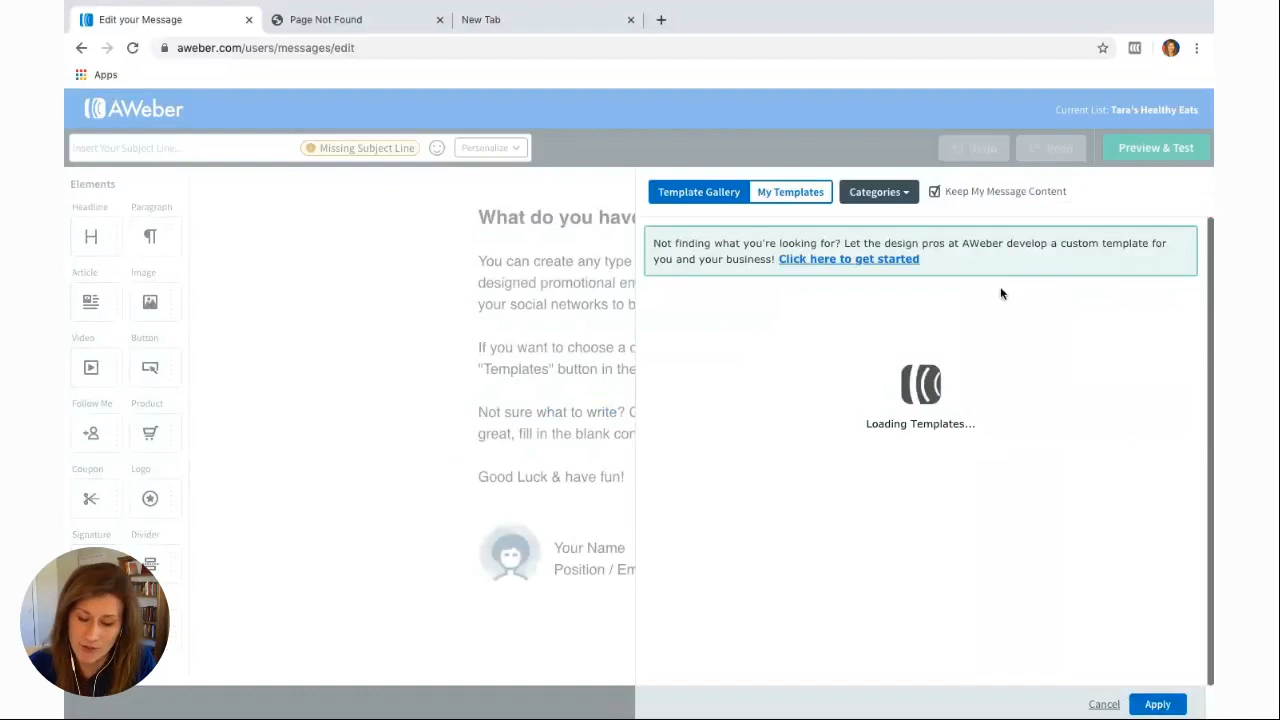 Edit your Message
Page Not Found
New Tab
aweber.com/users/messages/edit
Apps
AWeber
Current List: Tara's Healthy Eats
Insert Your Subject Line...
Missing Subject Line
Personalize
Undo
Preview & Test
Elements
Headline
Paragraph
Article
Image
Video
Button
Follow Me
Product
Coupon
Logo
Signature
Divider
What do you have
You can create any type
designed promotional em
your social networks to b
If you want to choose a c
"Templates" button in the
Not sure what to write? C
great, fill in the blank con
Good Luck & have fun!
Your Name
Position / Em
Template Gallery
My Templates
Categories
Keep My Message Content
Not finding what you're looking for? Let the design pros at AWeber develop a custom template for
you and your business! Click here to get started
Loading Templates...
Cancel
Apply